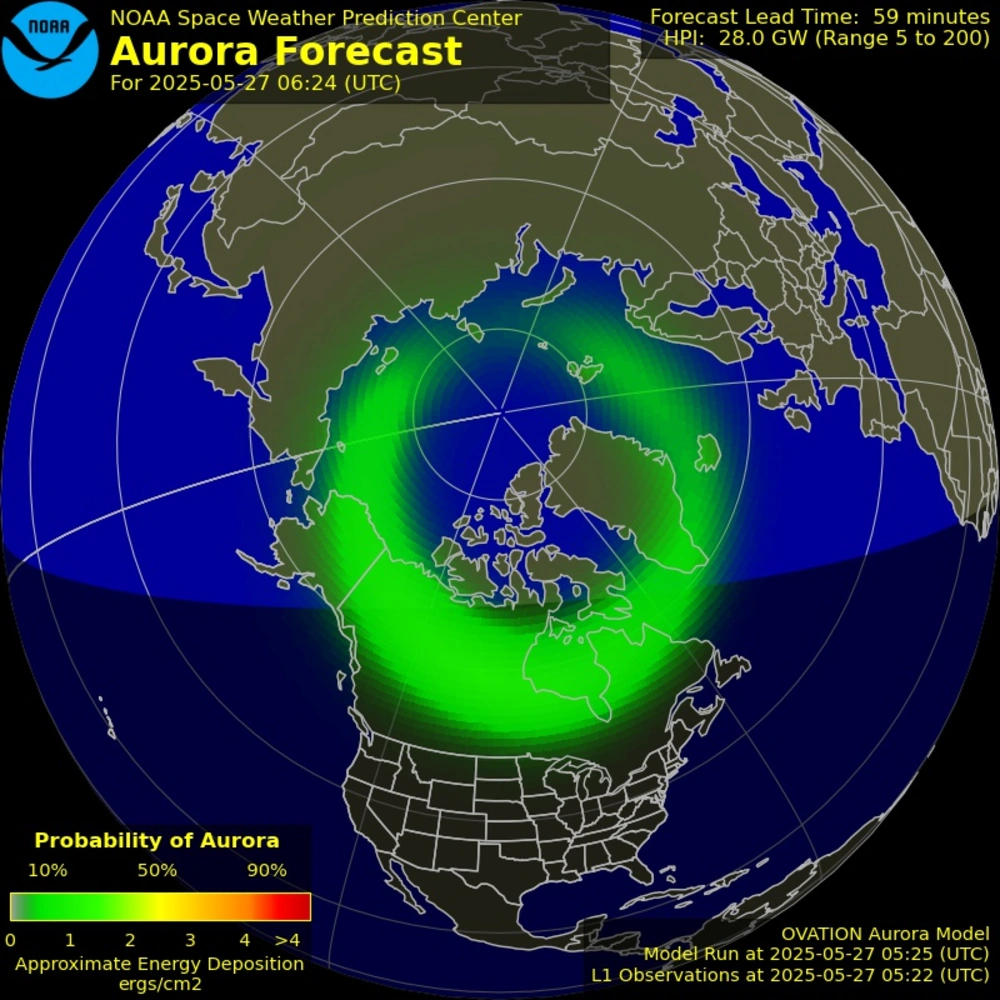 NOAA
NOAA Space Weather Prediction Center
Aurora Forecast
For 2025-05-27 06:24 (UTC)
Forecast Lead Time: 59 minutes
HPI: 28.0 GW (Range 5 to 200)
Probability of Aurora
10% 50% 90%
0 1 2 3 4 >4
Approximate Energy Deposition
ergs/cm2
OVATION Aurora Model
Model Run at 2025-05-27 05:25 (UTC)
L1 Observations at 2025-05-27 05:22 (UTC)